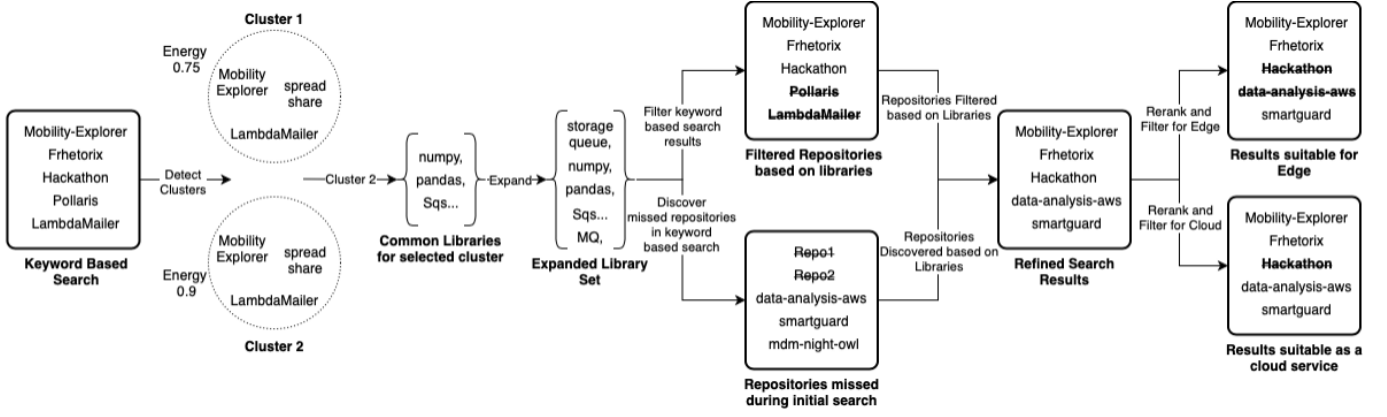 Mobility-Explorer
Frhetorix
Hackathon
Pollaris
LambdaMailer
Keyword Based
Search
Detect
Clusters
Cluster 1
Energy
0.75
Mobility
Explorer
spread
share
LambdaMailer
Mobility
Explorer
spread
share
LambdaMailer
Energy
0.9
Cluster 2
Cluster 2
numpy,
pandas,
Sqs...
Common Libraries
for selected cluster
Expand
storage
queue,
numpy,
pandas,
Sqs...
MQ,
Expanded Library
Set
Filter keyword
based search
results
Discover
missed repositories
in keyword
based search
Mobility-Explorer
Frhetorix
Hackathon
Pollaris
LambdaMailer
Filtered Repositories
based on libraries
Repo1
Repo2
data-analysis-aws
smartguard
mdm-night-owl
Repositories missed
during initial search
Repositories Filtered
based on Libraries
Repositories
Discovered based on
Libraries
Mobility-Explorer
Frhetorix
Hackathon
data-analysis-aws
smartguard
Refined Search
Results
Rerank and
Filter for Edge
Rerank and
Filter for Cloud
Mobility-Explorer
Frhetorix
Hackathon
data-analysis-aws
smartguard
Results suitable for
Edge
Mobility-Explorer
Frhetorix
Hackathon
data-analysis-aws
smartguard
Results suitable as a
cloud service